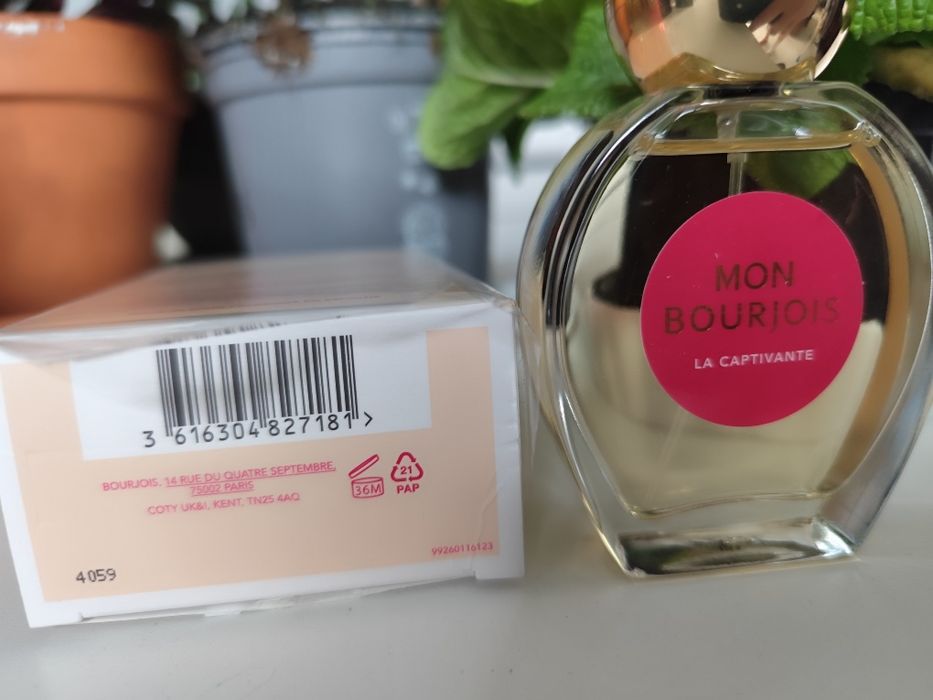 3 616304 827181 >
BOURJOIS, 14 RUE DU QUATRE SEPTEMBRE,
75002 PARIS
COTY UK&I, KENT, TN25 4AQ
36M
21
PAP
99260116123
4059
MON
BOURJOIS
LA CAPTIVANTE